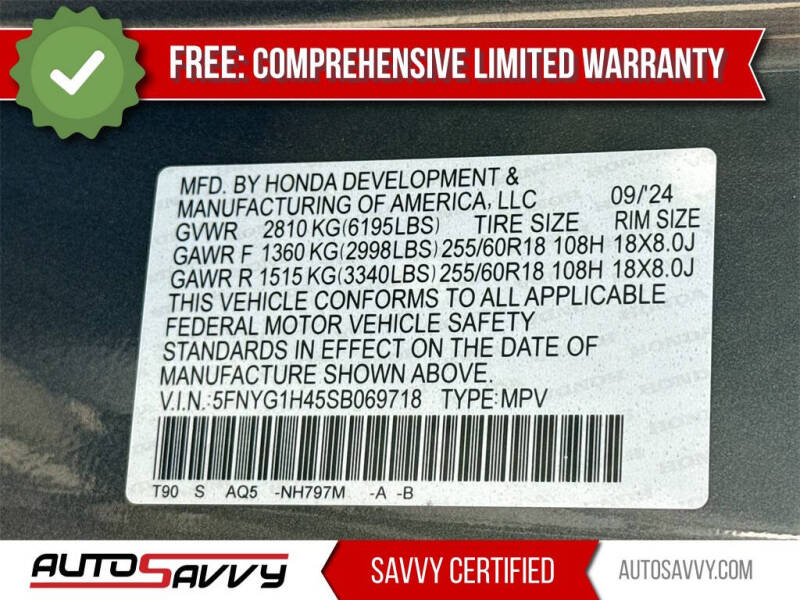 FREE: COMPREHENSIVE LIMITED WARRANTY
MFD. BY HONDA DEVELOPMENT &
MANUFACTURING OF AMERICA, LLC 09/'24
GVWR 2810 KG(6195LBS) TIRE SIZE RIM SIZE
GAWR F 1360 KG(2998LBS) 255/60R18 108H 18X8.0J
GAWR R 1515 KG(3340LBS) 255/60R18 108H 18X8.0J
THIS VEHICLE CONFORMS TO ALL APPLICABLE
FEDERAL MOTOR VEHICLE SAFETY
STANDARDS IN EFFECT ON THE DATE OF
MANUFACTURE SHOWN ABOVE.
V.I.N.:5FNYG1H45SB069718 TYPE:MPV
T90 S AQ5 -NH797M -A -B
AUTOSAVVY
SAVVY CERTIFIED
AUTOSAVVY.COM